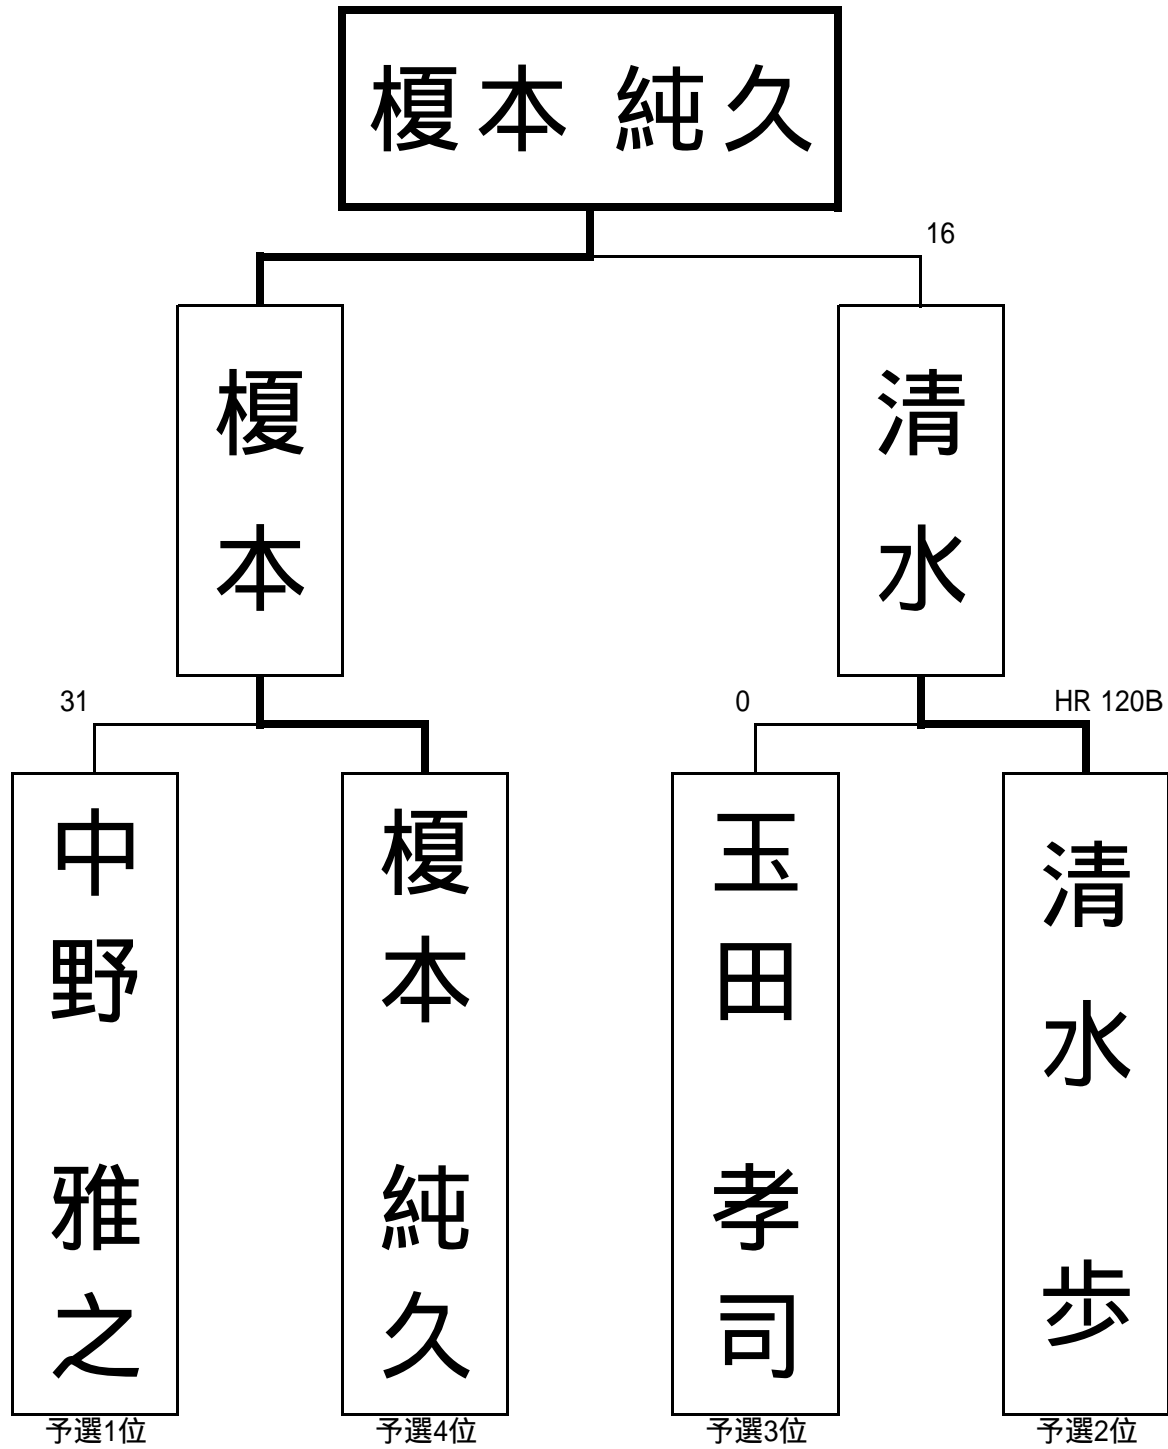 榎本 純久
16
榎本
清水
31
0
HR 120B
中野 雅之
榎本 純久
玉田 孝司
清水 歩
予選1位
予選4位
予選3位
予選2位